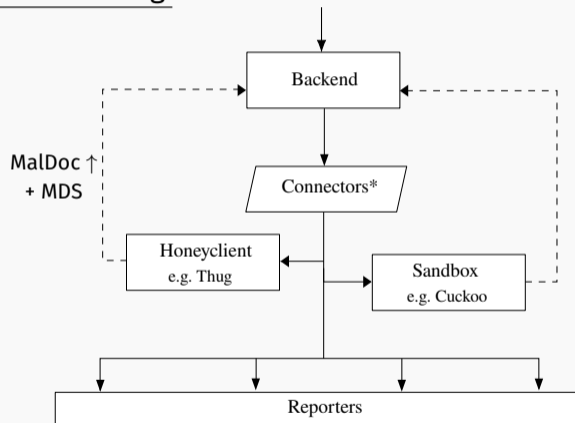 Backend
MalDoc ↑
+ MDS
Connectors*
Honeyclient
e.g. Thug
Sandbox
e.g. Cuckoo
Reporters